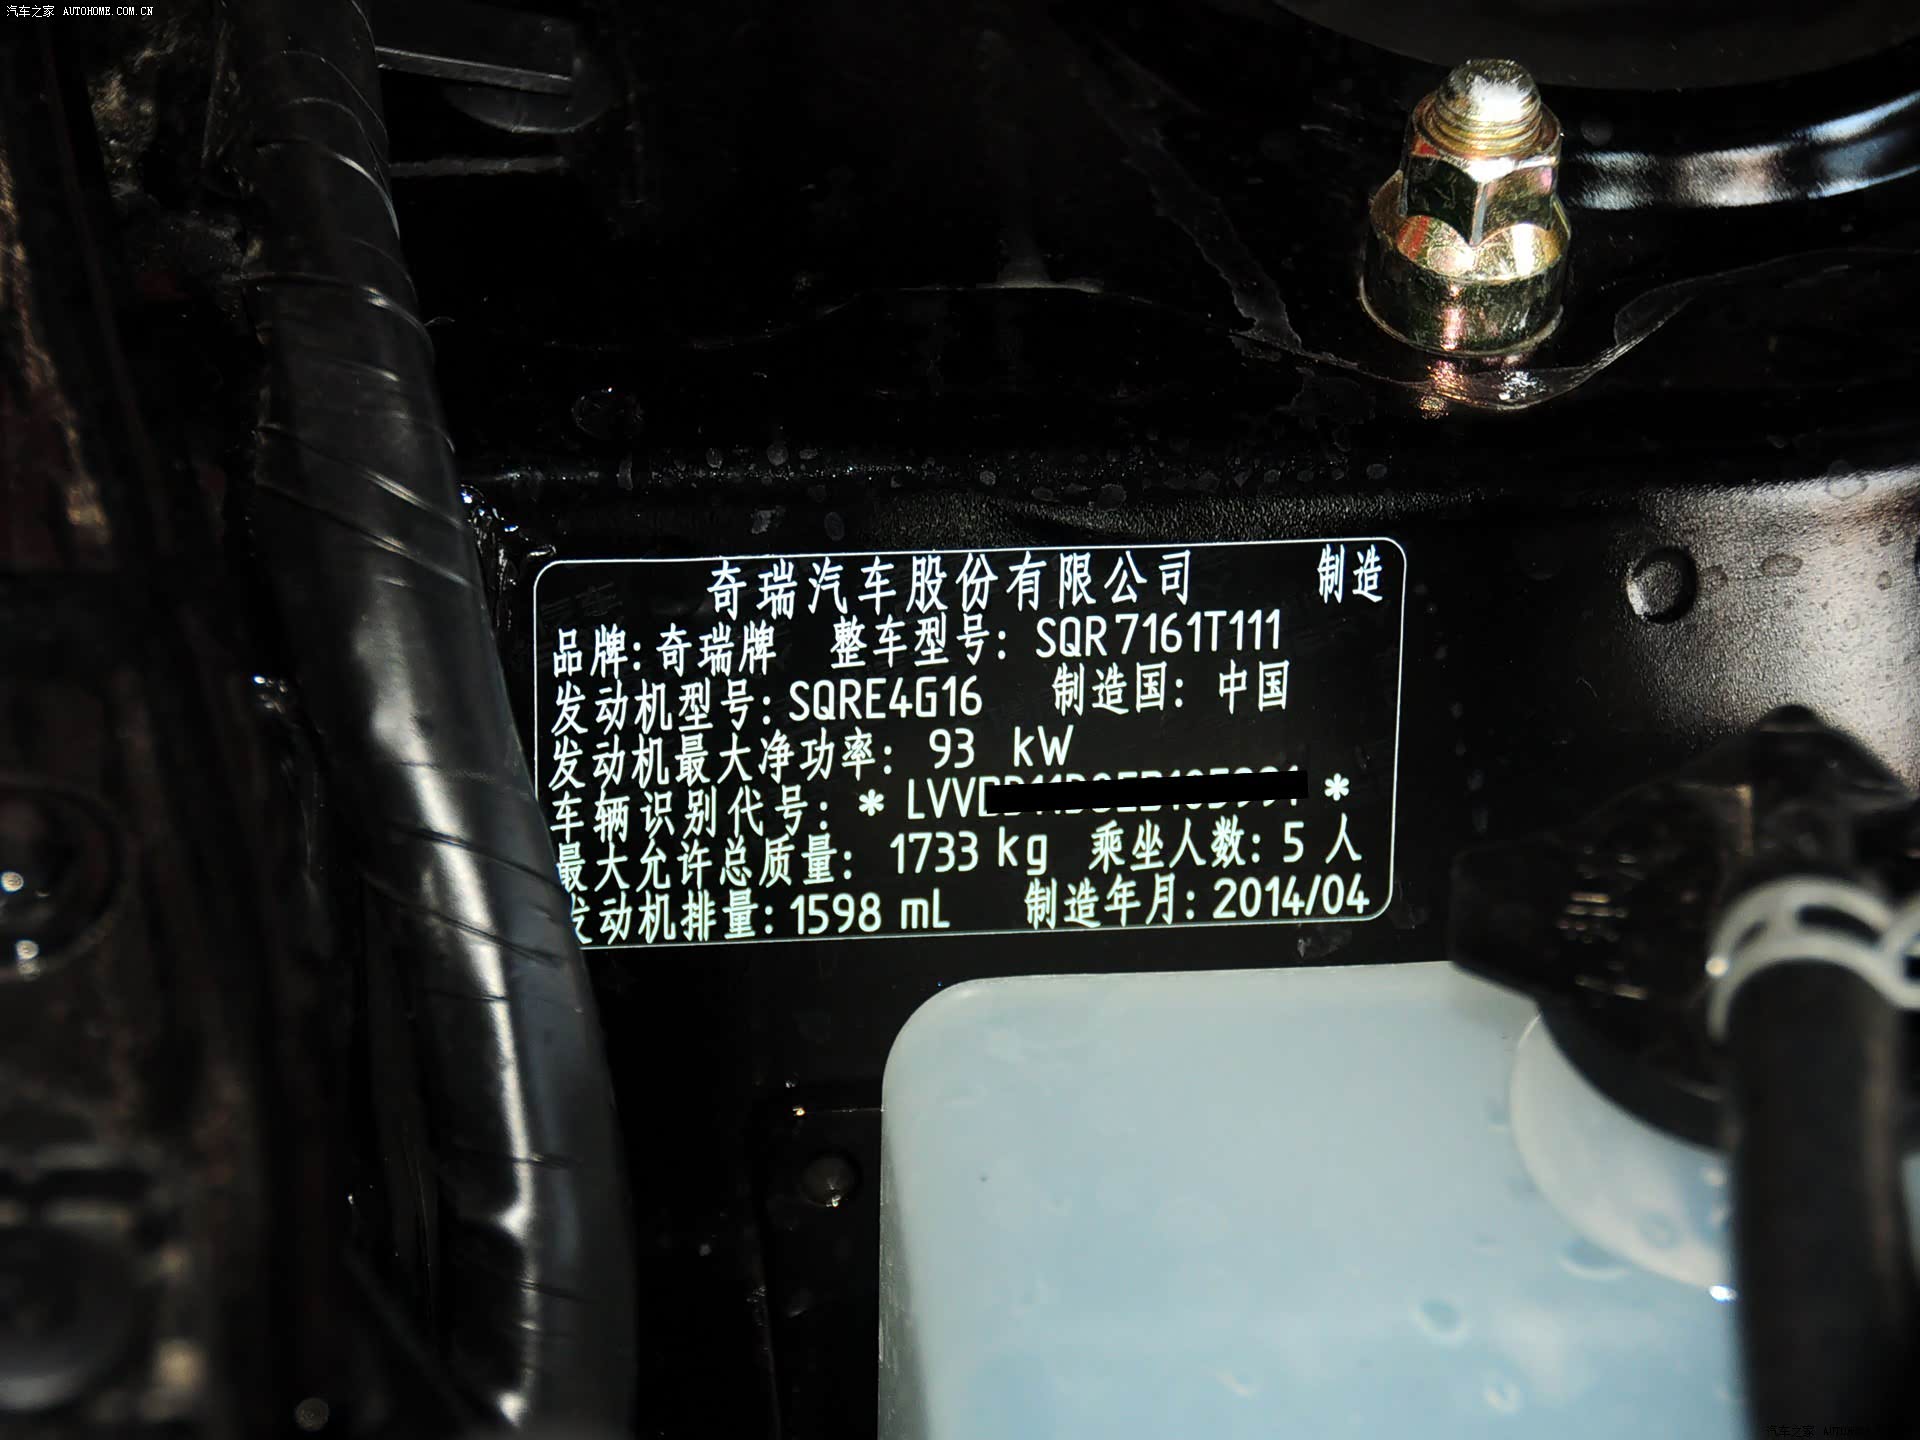 汽车之家 AUTOHOME.COM.CN
奇瑞汽车股份有限公司 制造
品牌: 奇瑞牌 整车型号: SQR7161T111
发动机型号: SQRE4G16 制造国: 中国
发动机最大净功率: 93 kW
车辆识别代号: * LVV *
最大允许总质量: 1733 kg 乘坐人数: 5 人
发动机排量: 1598 mL 制造年月: 2014/04
汽车之家